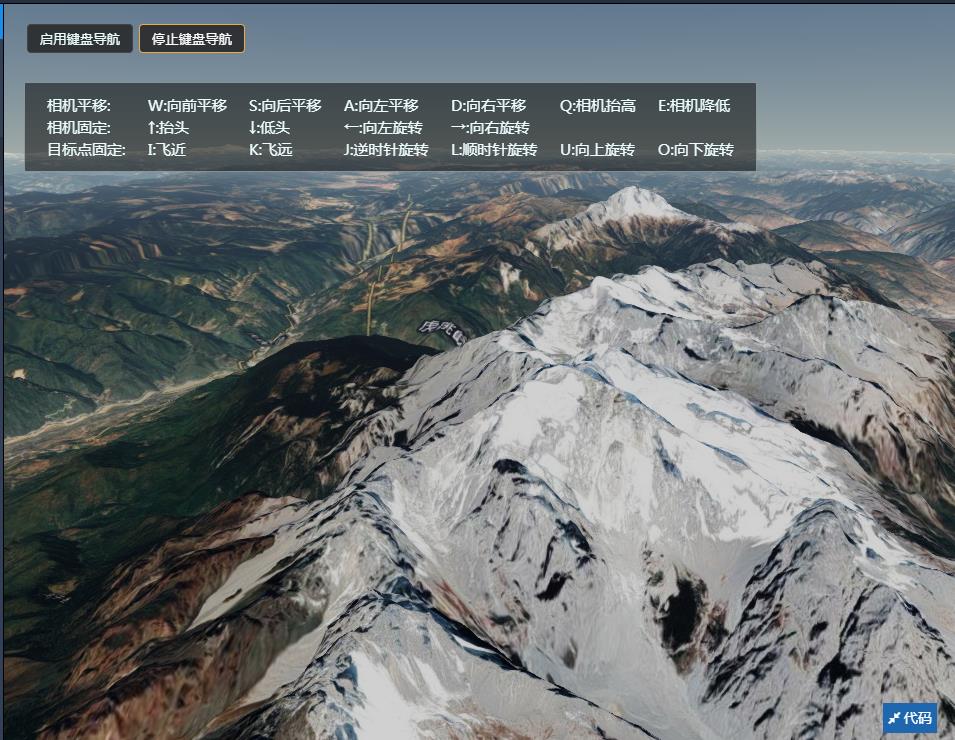 启用键盘导航 停止键盘导航
相机平移: W:向前平移 S:向后平移 A:向左平移 D:向右平移 Q:相机抬高 E:相机降低
相机固定: ↑:抬头 ↓:低头 ←:向左旋转 →:向右旋转
目标点固定: I:飞近 K:飞远 J:逆时针旋转 L:顺时针旋转 U:向上旋转 O:向下旋转
代码